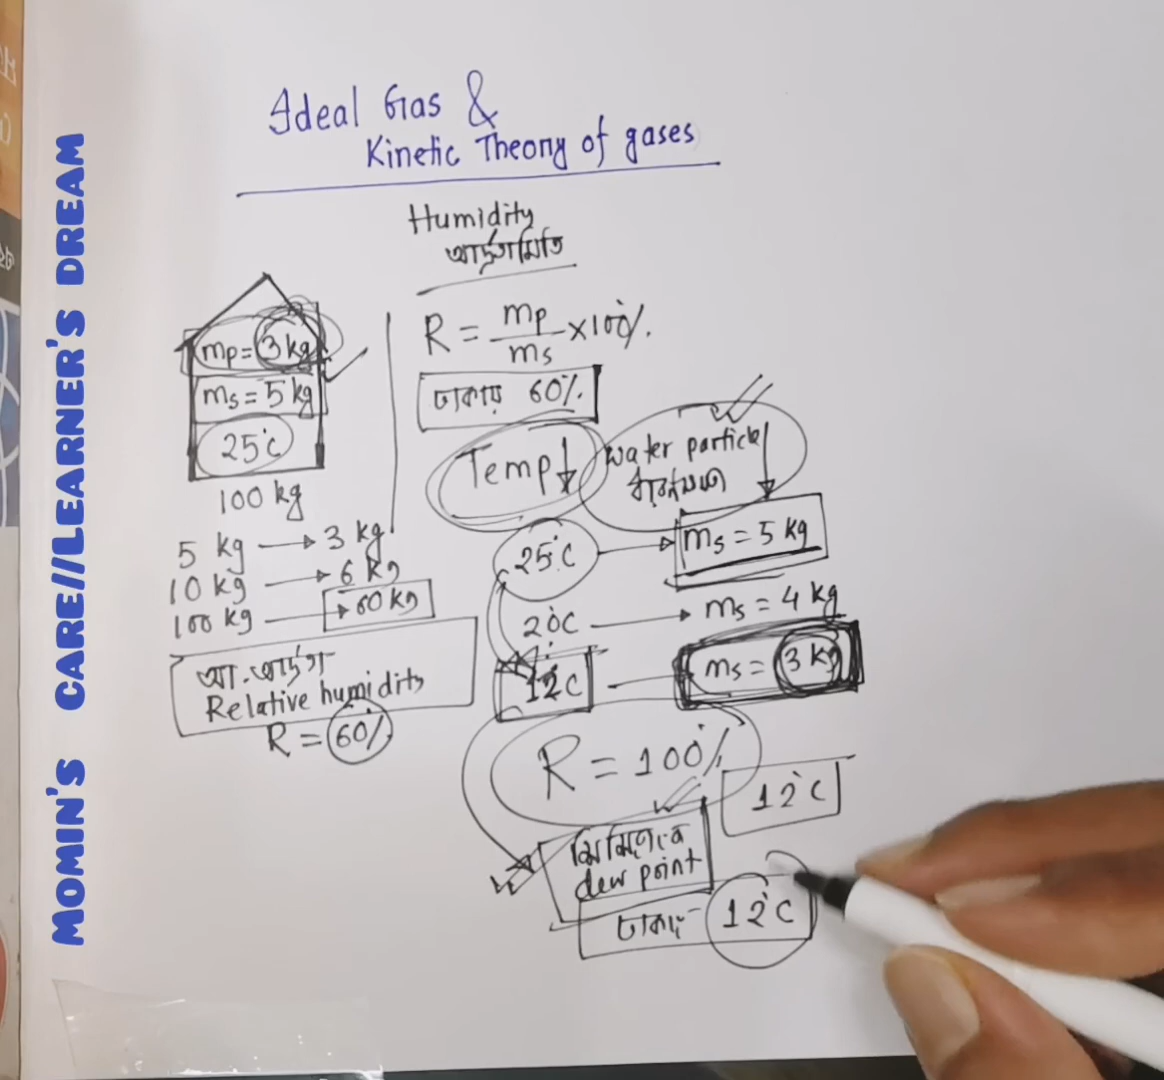 MOMIN'S CARE//LEARNER'S DREAM
Ideal Gas &
Kinetic Theory of gases
Humidity
আর্দ্রতামিতি
mp = 3 kg
ms = 5 kg
25°C
100 kg
5 kg → 3 kg
10 kg → 6 kg
100 kg → 60 kg
আ. আর্দ্রতা
Relative humidity
R = 60%
R = mp/ms ×100%.
ঢাকায় 60%.
Temp↓ water particle
ধারনক্ষমতা ↓
25°C → ms = 5 kg
20°C → ms = 4 kg
12°C → ms = 3 kg
R = 100%
12°C
শিশিরাংক
dew point
ঢাকায় 12°C